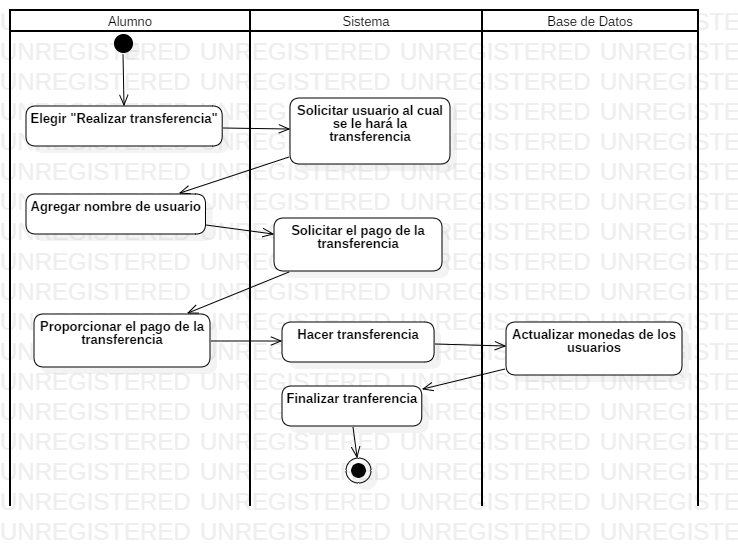 Alumno
Sistema
Base de Datos
Elegir "Realizar transferencia"
Solicitar usuario al cual
se le hará la
transferencia
Agregar nombre de usuario
Solicitar el pago de la
transferencia
Proporcionar el pago de la
transferencia
Hacer transferencia
Actualizar monedas de los
usuarios
Finalizar tranferencia
UNREGISTERED UNREGISTERED UNREGISTERED UNREGISTERED